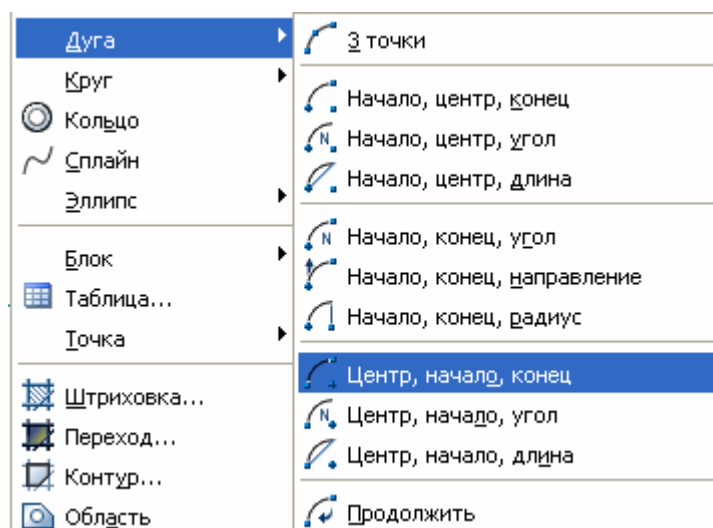 Дуга
Круг
Кольцо
Сплайн
Эллипс
Блок
Таблица...
Точка
Штриховка...
Переход...
Контур...
Область
3 точки
Начало, центр, конец
Начало, центр, угол
Начало, центр, длина
Начало, конец, угол
Начало, конец, направление
Начало, конец, радиус
Центр, начало, конец
Центр, начало, угол
Центр, начало, длина
Продолжить